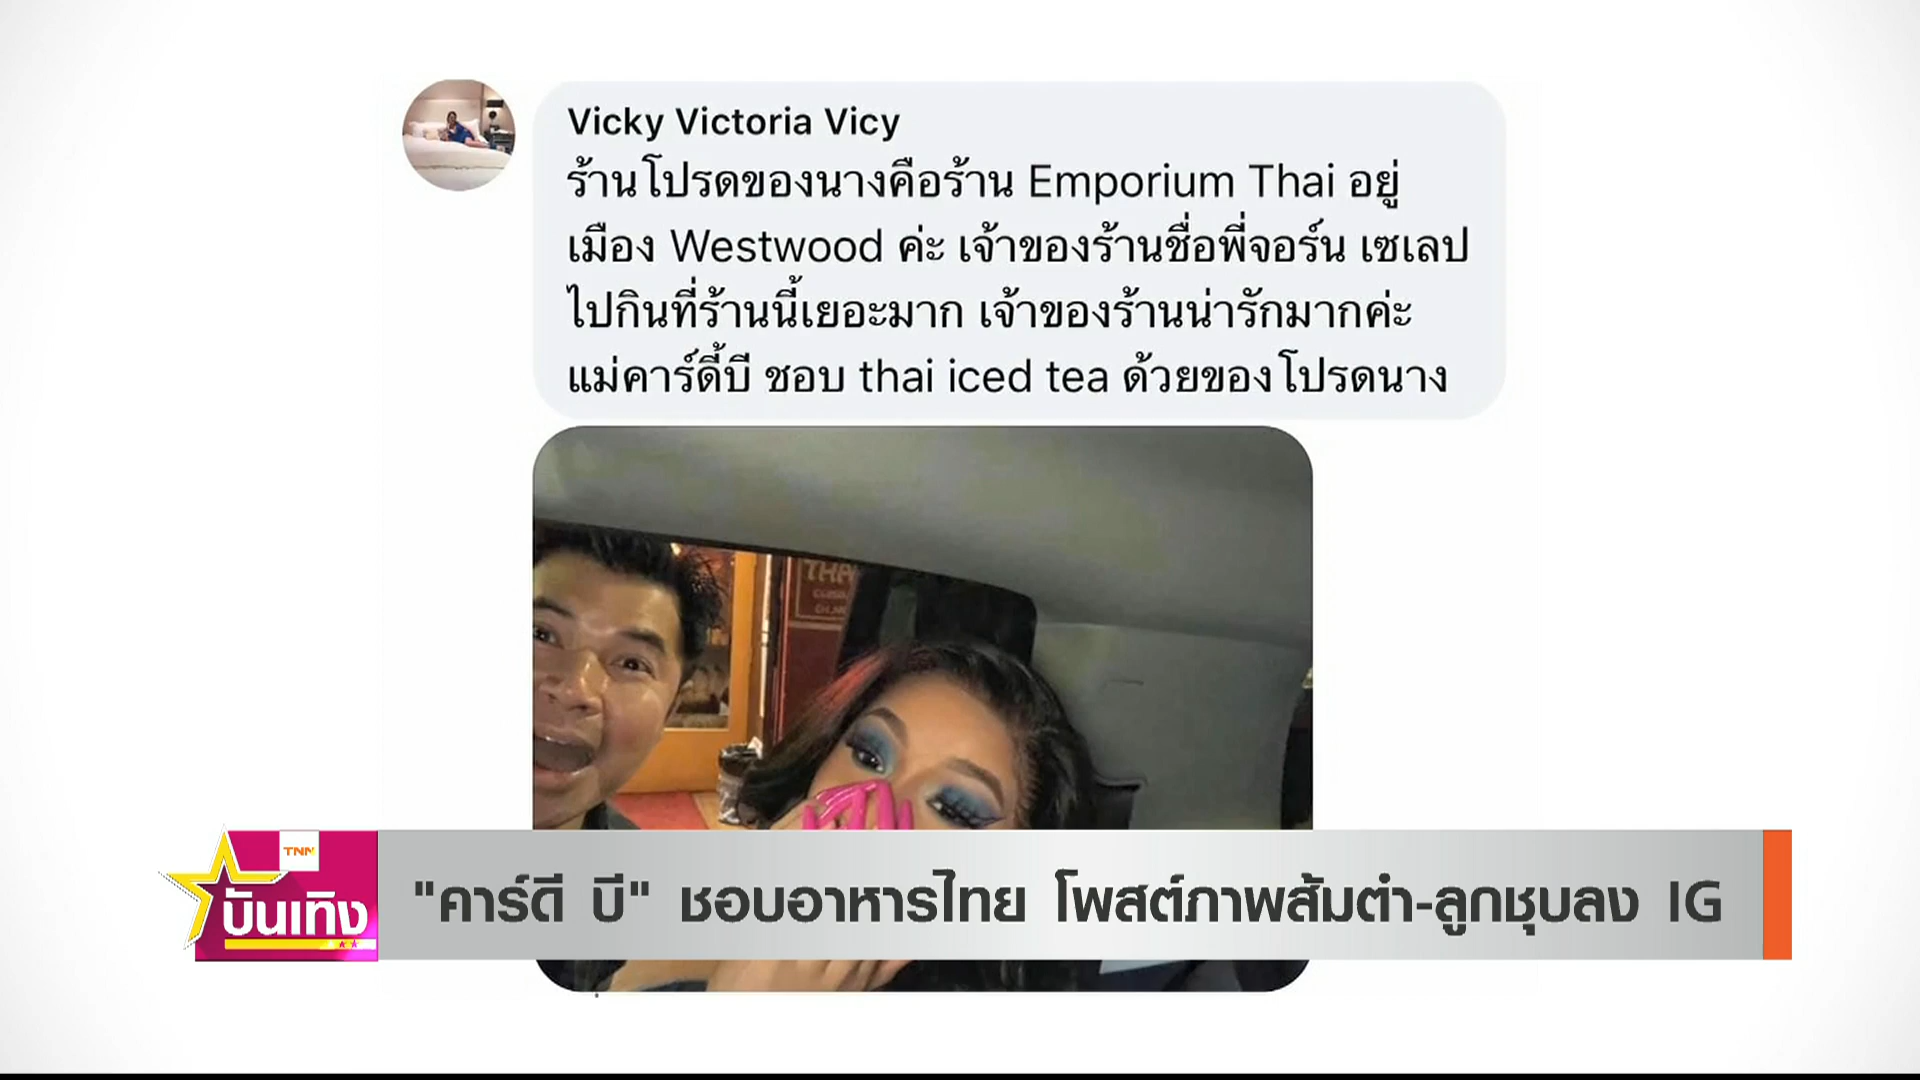 Vicky Victoria Vicy
ร้านโปรดของนางคือร้าน Emporium Thai อยู่
เมือง Westwood ค่ะ เจ้าของร้านชื่อพี่จอร์น เซเลป
ไปกินที่ร้านนี้เยอะมาก เจ้าของร้านน่ารักมากค่ะ
แม่คาร์ดี้บี ชอบ thai iced tea ด้วยของโปรดนาง
THA
TNN
บันเทิง
"คาร์ดี บี" ชอบอาหารไทย โพสต์ภาพส้มตำ-ลูกชุบลง IG